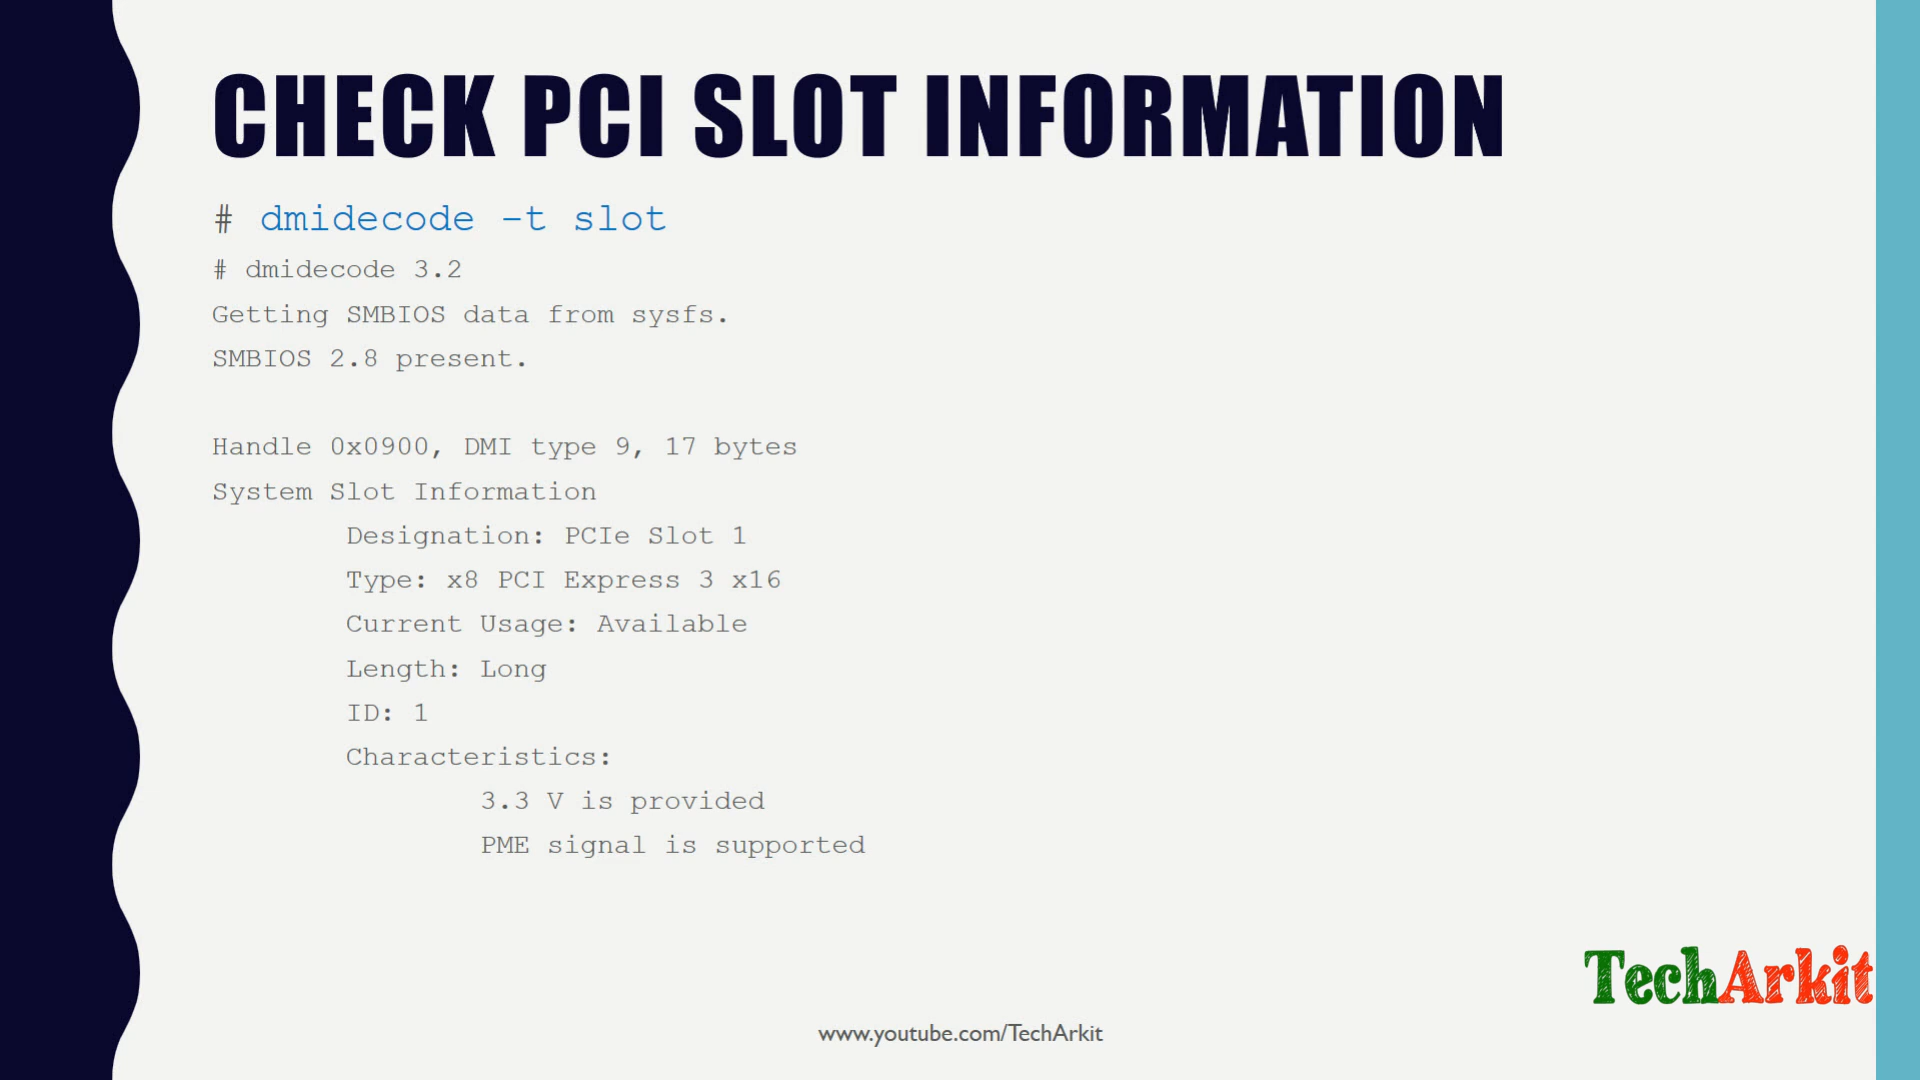 CHECK PCI SLOT INFORMATION
# dmidecode -t slot
# dmidecode 3.2
Getting SMBIOS data from sysfs.
SMBIOS 2.8 present.
Handle 0x0900, DMI type 9, 17 bytes
System Slot Information
Designation: PCIe Slot 1
Type: x8 PCI Express 3 x16
Current Usage: Available
Length: Long
ID: 1
Characteristics:
3.3 V is provided
PME signal is supported
TechArkit
www.youtube.com/TechArkit